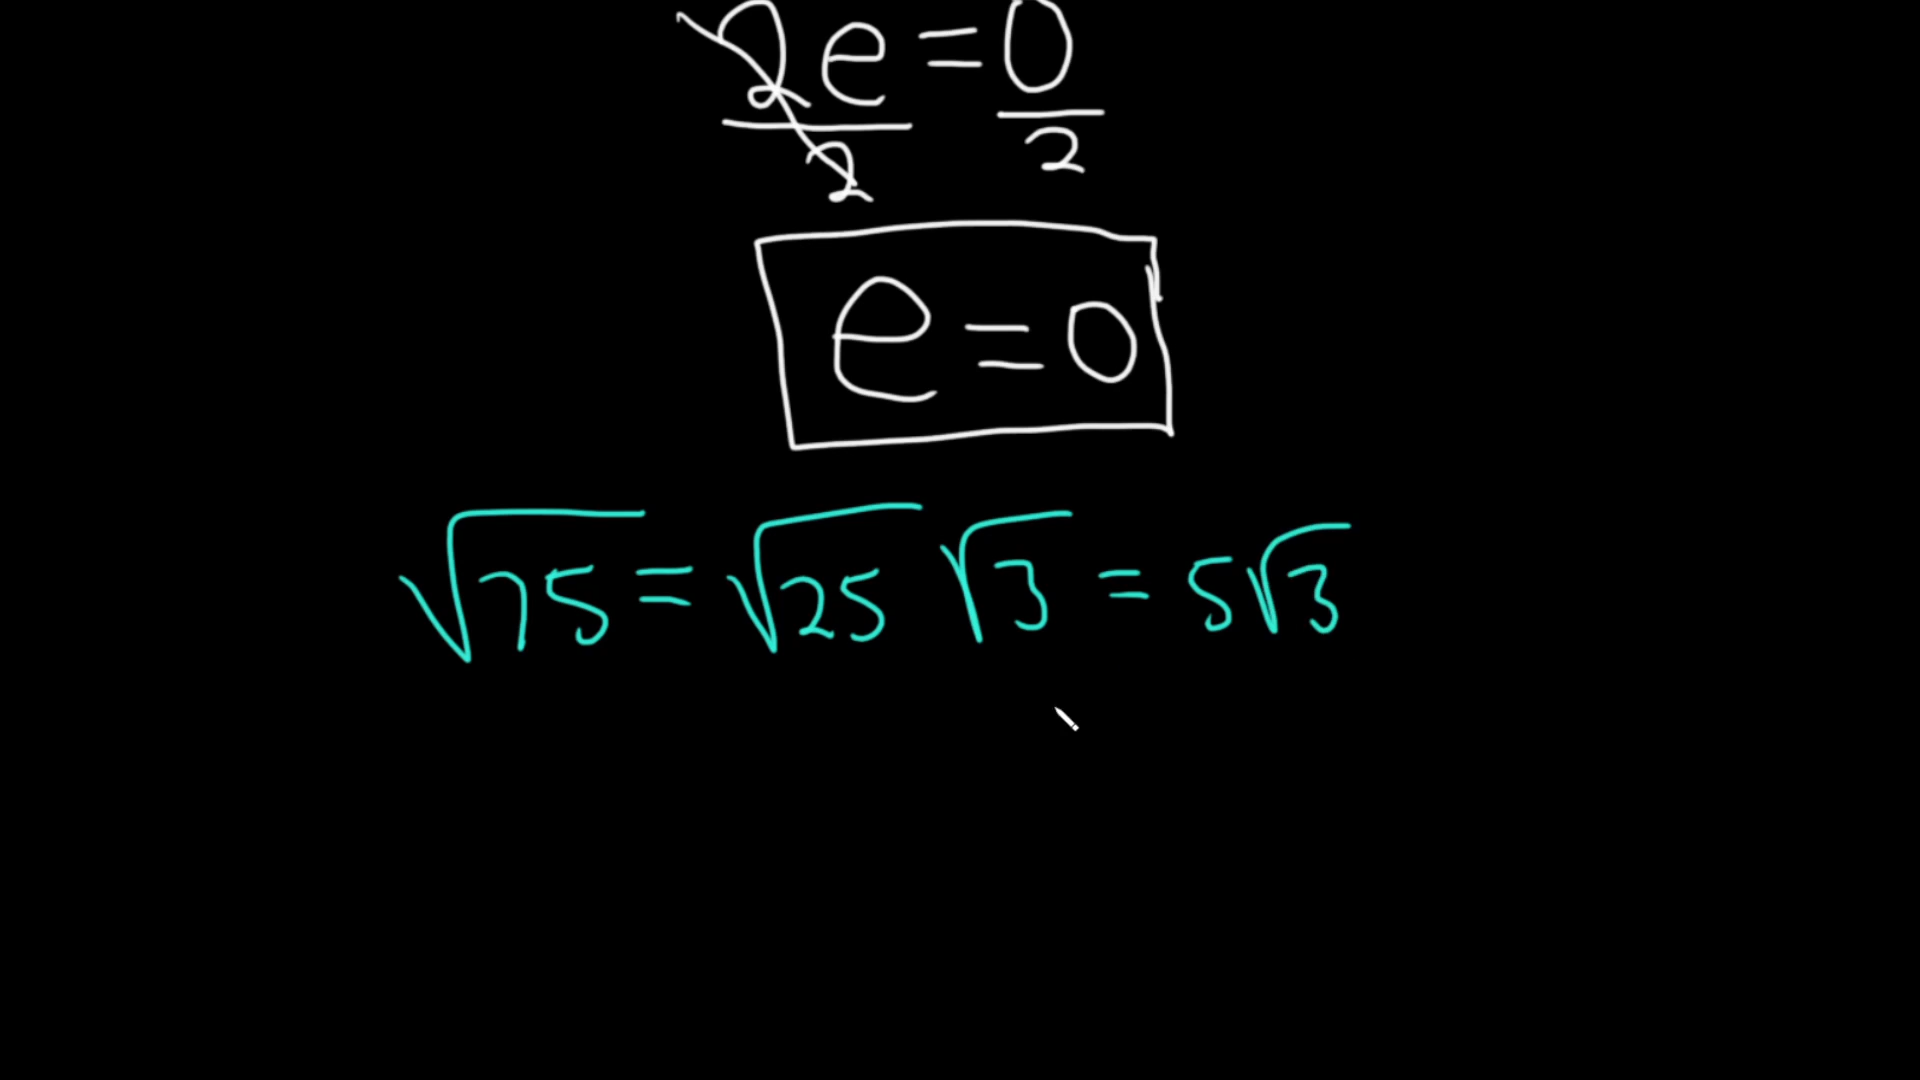 2e = 0
2 2
e = 0
√75 = √25 √3 = 5√3